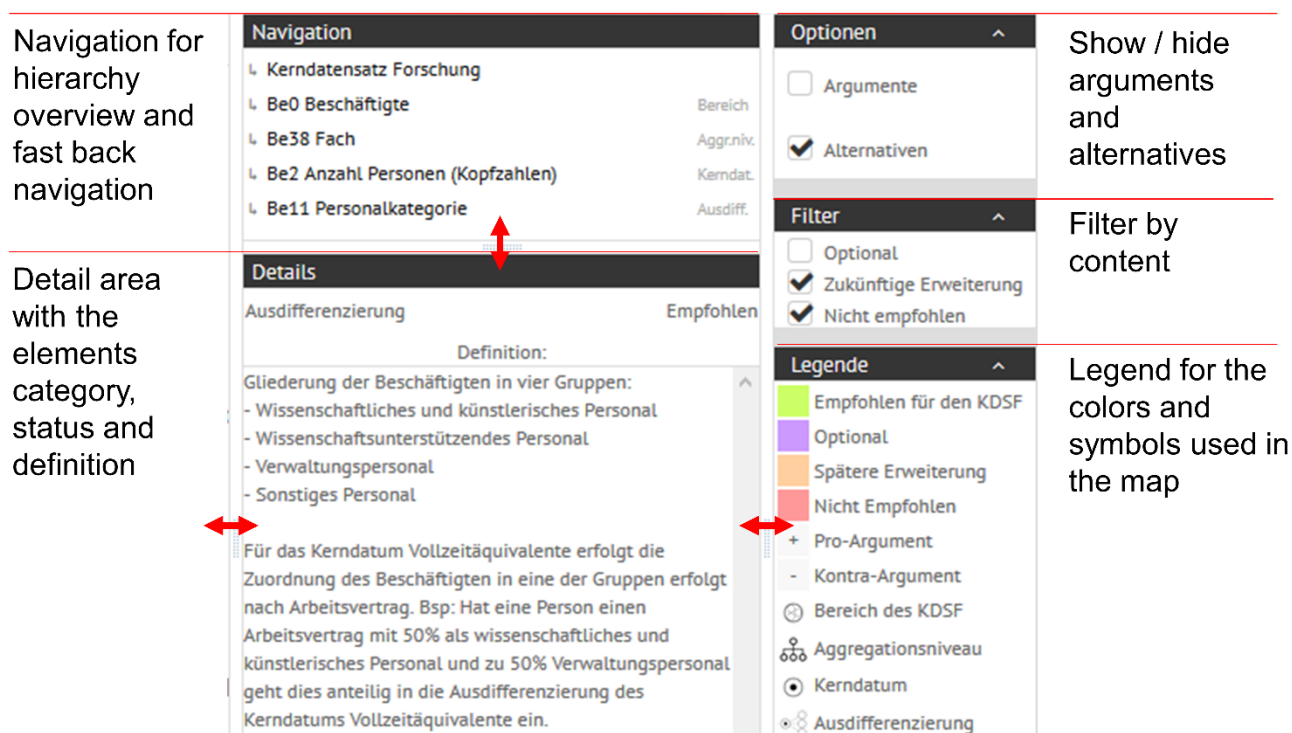 Navigation for
hierarchy
overview and
fast back
navigation
Detail area
with the
elements
category,
status and
definition
Navigation
Kerndatensatz Forschung
Be0 Beschäftigte Bereich
Be38 Fach Aggr.niv.
Be2 Anzahl Personen (Kopfzahlen) Kerndat.
Be11 Personalkategorie Ausdiff.
Details
Ausdifferenzierung Empfohlen
Definition:
Gliederung der Beschäftigten in vier Gruppen:
- Wissenschaftliches und künstlerisches Personal
- Wissenschaftsunterstützendes Personal
- Verwaltungspersonal
- Sonstiges Personal
Für das Kerndatum Vollzeitäquivalente erfolgt die
Zuordnung des Beschäftigten in eine der Gruppen erfolgt
nach Arbeitsvertrag. Bsp: Hat eine Person einen
Arbeitsvertrag mit 50% als wissenschaftliches und
künstlerisches Personal und zu 50% Verwaltungspersonal
geht dies anteilig in die Ausdifferenzierung des
Kerndatums Vollzeitäquivalente ein.
Optionen
Argumente
Alternativen
Filter
Optional
Zukünftige Erweiterung
Nicht empfohlen
Legende
Empfohlen für den KDSF
Optional
Spätere Erweiterung
Nicht Empfohlen
+ Pro-Argument
- Kontra-Argument
Bereich des KDSF
Aggregationsniveau
Kerndatum
Ausdifferenzierung
Show / hide
arguments
and
alternatives
Filter by
content
Legend for the
colors and
symbols used in
the map